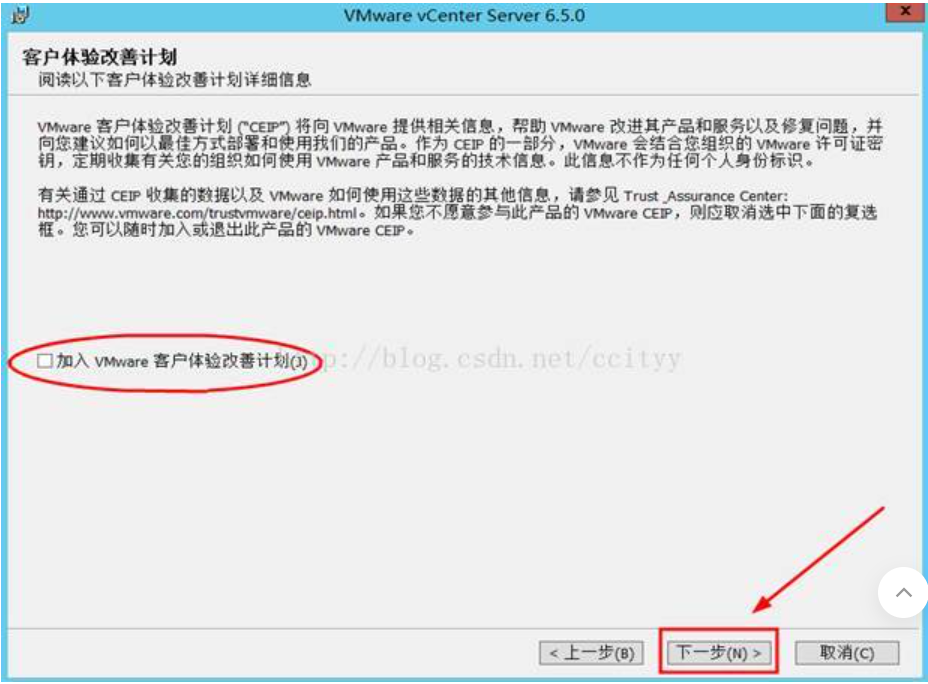 VMware vCenter Server 6.5.0
客户体验改善计划
阅读以下客户体验改善计划详细信息
VMware 客户体验改善计划 ("CEIP") 将向 VMware 提供相关信息，帮助 VMware 改进其产品和服务以及修复问题，并
向您建议如何以最佳方式部署和使用我们的产品。作为 CEIP 的一部分，VMware 会结合您组织的 VMware 许可证密
钥，定期收集有关您的组织如何使用 VMware 产品和服务的技术信息。此信息不作为任何个人身份标识。
有关通过 CEIP 收集的数据以及 VMware 如何使用这些数据的其他信息，请参见 Trust _Assurance Center:
http://www.vmware.com/trustvmware/ceip.html。如果您不愿意参与此产品的 VMware CEIP，则应取消选中下面的复选
框。您可以随时加入或退出此产品的 VMware CEIP。
加入 VMware 客户体验改善计划(J)
http://blog.csdn.net/ccityy
< 上一步(B)
下一步(N) >
取消(C)